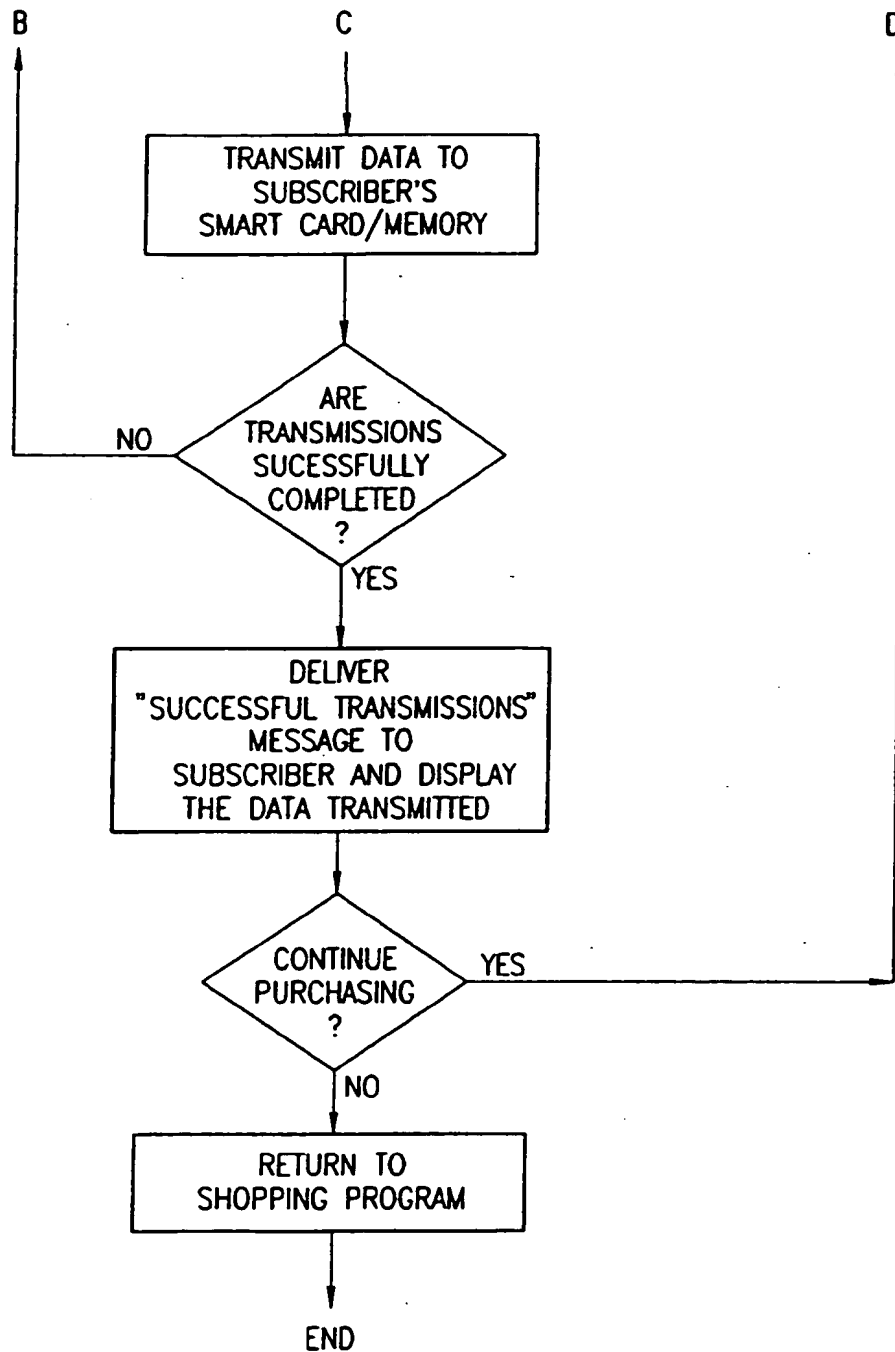 B
C
TRANSMIT DATA TO
SUBSCRIBER'S
SMART CARD/MEMORY
ARE
TRANSMISSIONS
SUCESSFULLY
COMPLETED
?
NO
YES
DELIVER
"SUCCESSFUL TRANSMISSIONS"
MESSAGE TO
SUBSCRIBER AND DISPLAY
THE DATA TRANSMITTED
CONTINUE
PURCHASING
?
YES
NO
RETURN TO
SHOPPING PROGRAM
END